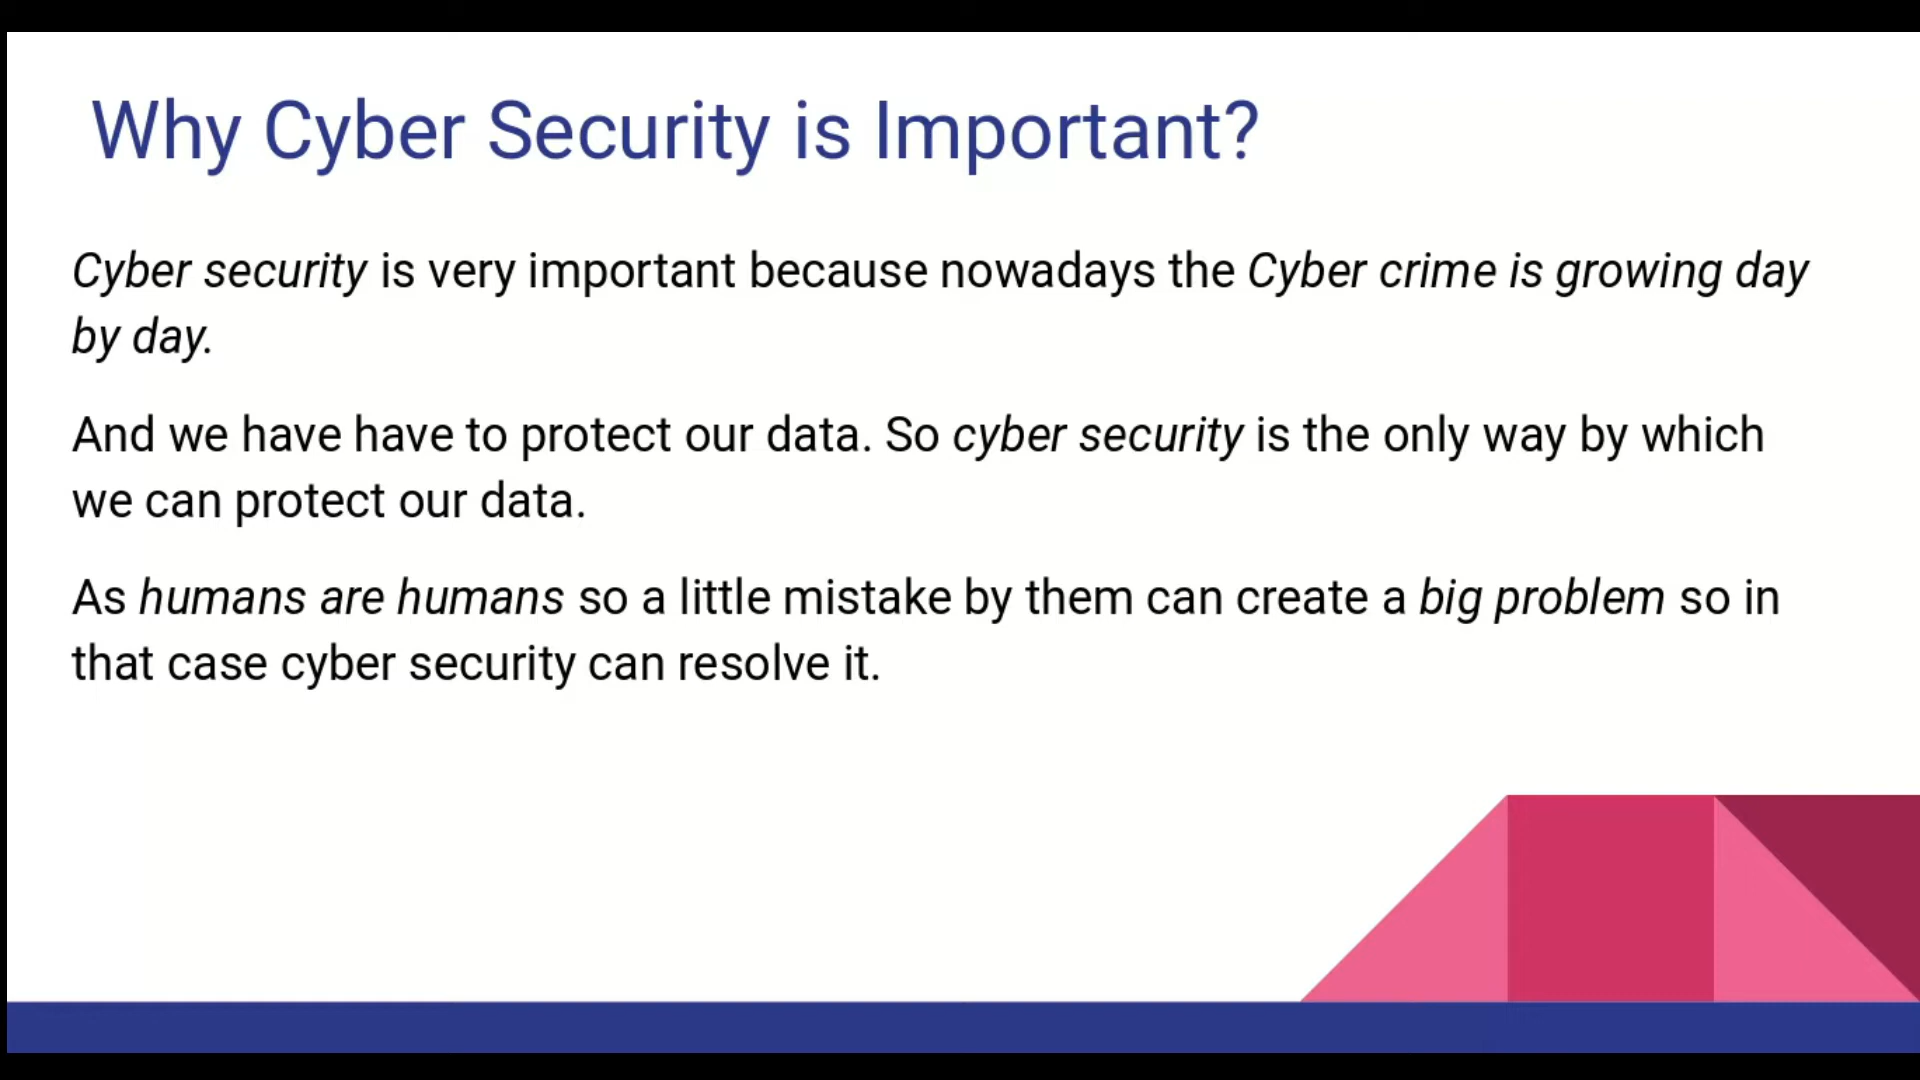 Why Cyber Security is Important?
Cyber security is very important because nowadays the Cyber crime is growing day
by day.
And we have have to protect our data. So cyber security is the only way by which
we can protect our data.
As humans are humans so a little mistake by them can create a big problem so in
that case cyber security can resolve it.